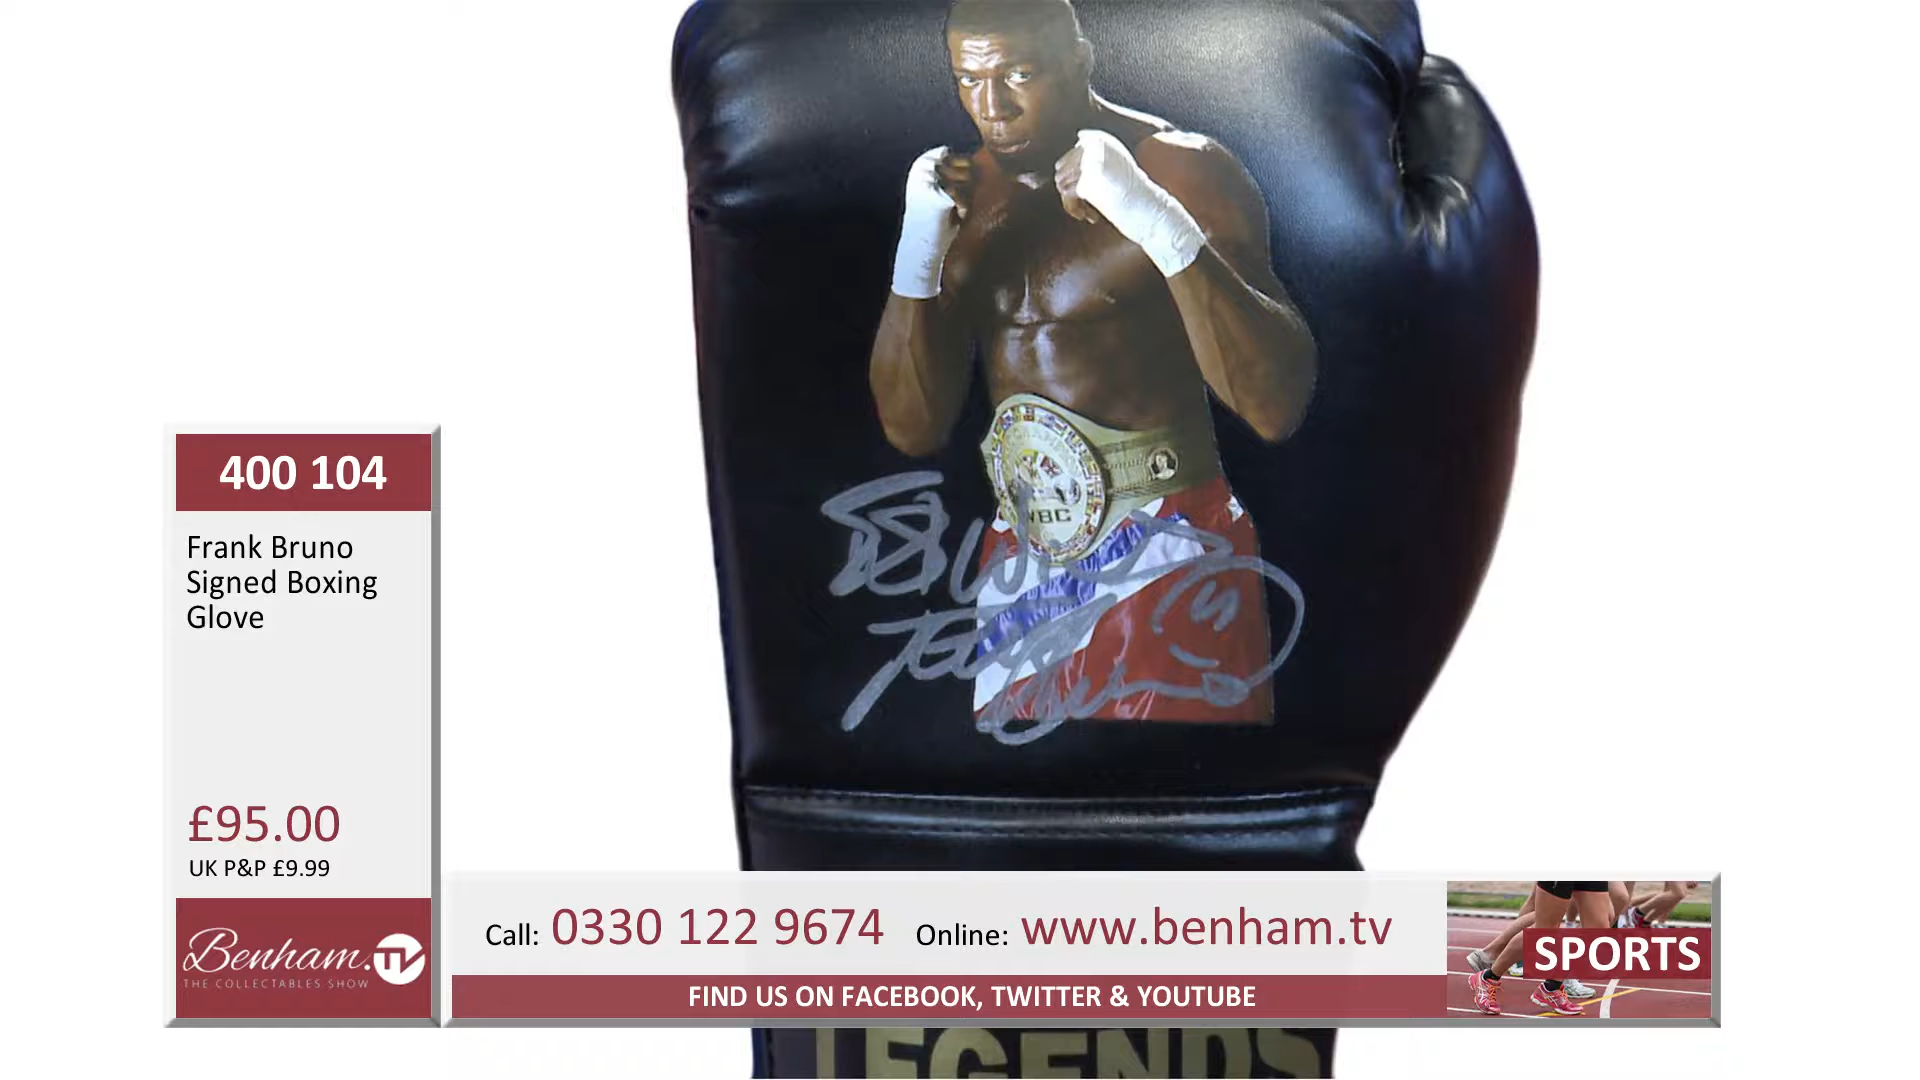 WBC
400 104
Frank Bruno
Signed Boxing
Glove
£95.00
UK P&P £9.99
Benham.TV
THE COLLECTABLES SHOW
Call: 0330 122 9674 Online: www.benham.tv
SPORTS
FIND US ON FACEBOOK, TWITTER & YOUTUBE
LEGENDS